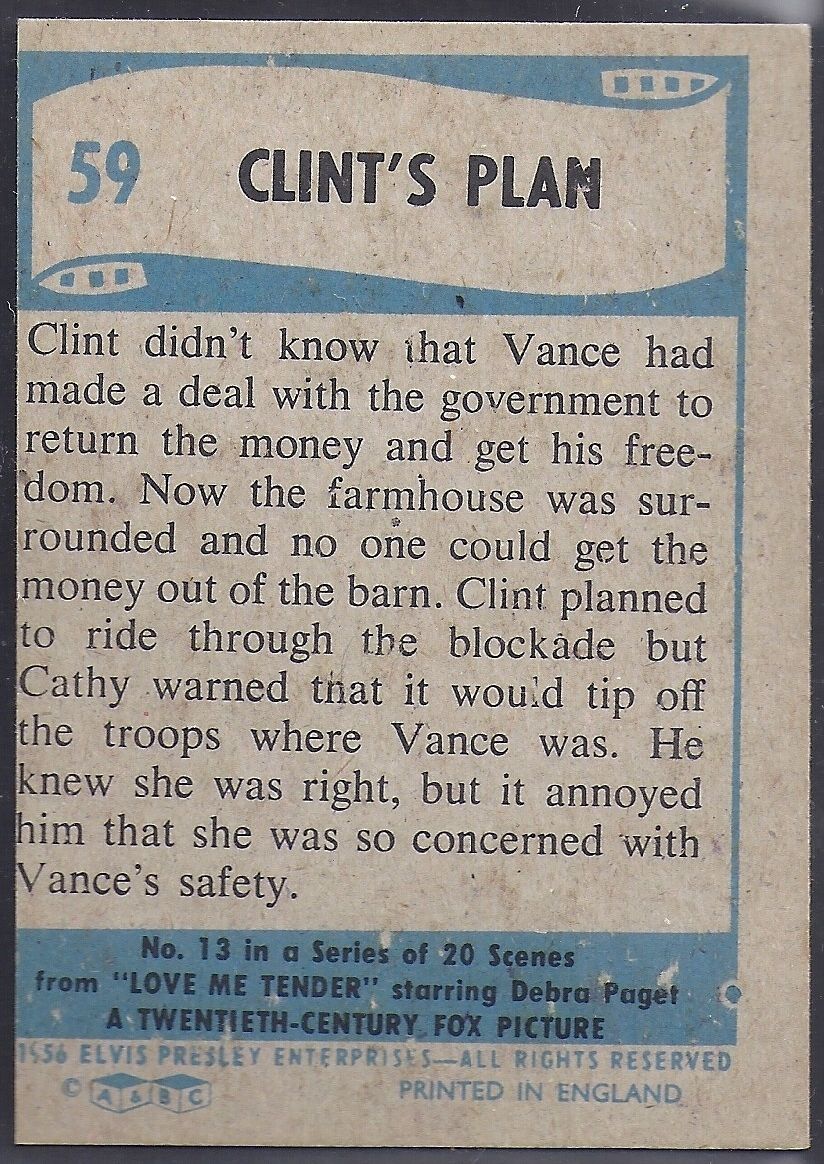 59
CLINT'S PLAN
Clint didn't know that Vance had
made a deal with the government to
return the money and get his free-
dom. Now the farmhouse was sur-
rounded and no one could get the
money out of the barn. Clint planned
to ride through the blockade but
Cathy warned that it would tip off
the troops where Vance was. He
knew she was right, but it annoyed
him that she was so concerned with
Vance's safety.
No. 13 in a Series of 20 Scenes
from "LOVE ME TENDER" starring Debra Paget
A TWENTIETH-CENTURY FOX PICTURE
1956 ELVIS PRESLEY ENTERPRISES—ALL RIGHTS RESERVED
© A & B C PRINTED IN ENGLAND